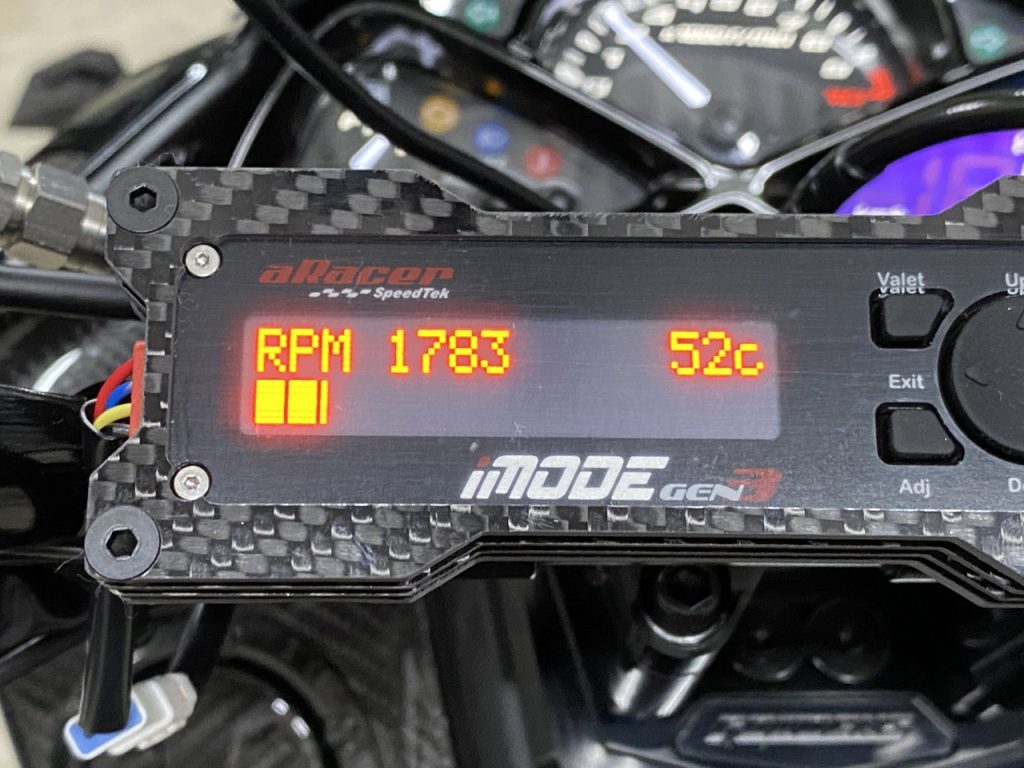 aRacer
SpeedTek
RPM 1783 52c
iMODE GEN3
Valet
Exit
Adj